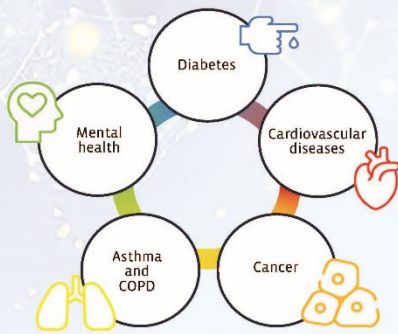 Diabetes
Cardiovascular
diseases
Cancer
Asthma
and
COPD
Mental
health